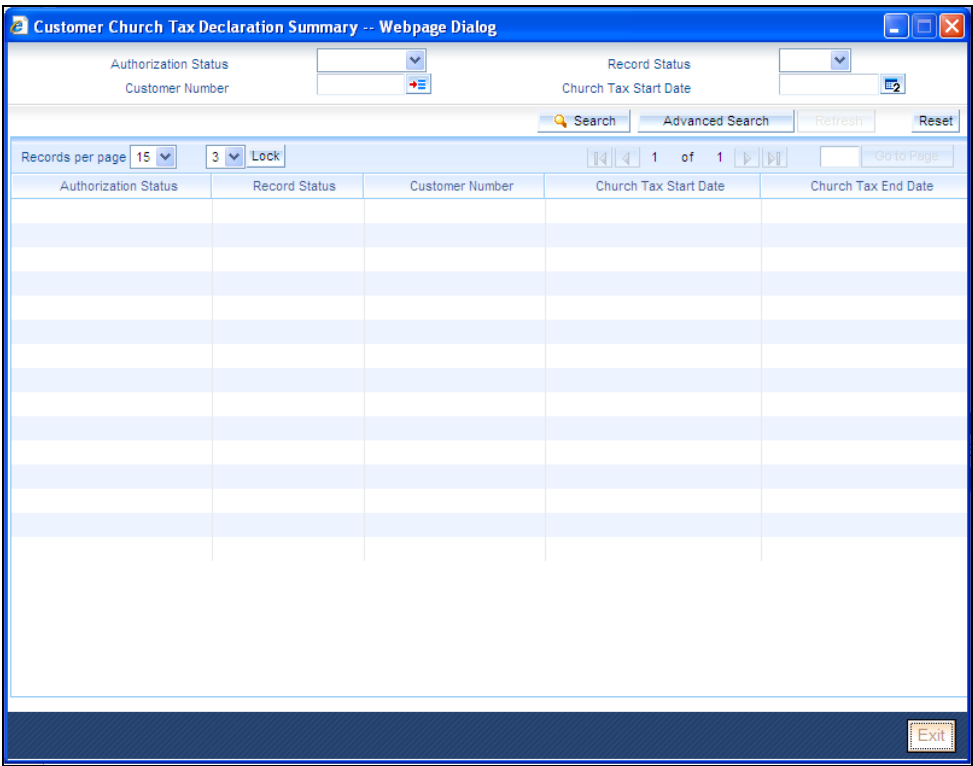 Customer Church Tax Declaration Summary -- Webpage Dialog
Authorization Status Record Status
Customer Number Church Tax Start Date
2
Search Advanced Search Refresh Reset
Records per page 15 3 Lock 1 of 1 Go to Page
Authorization Status Record Status Customer Number Church Tax Start Date Church Tax End Date
Exit